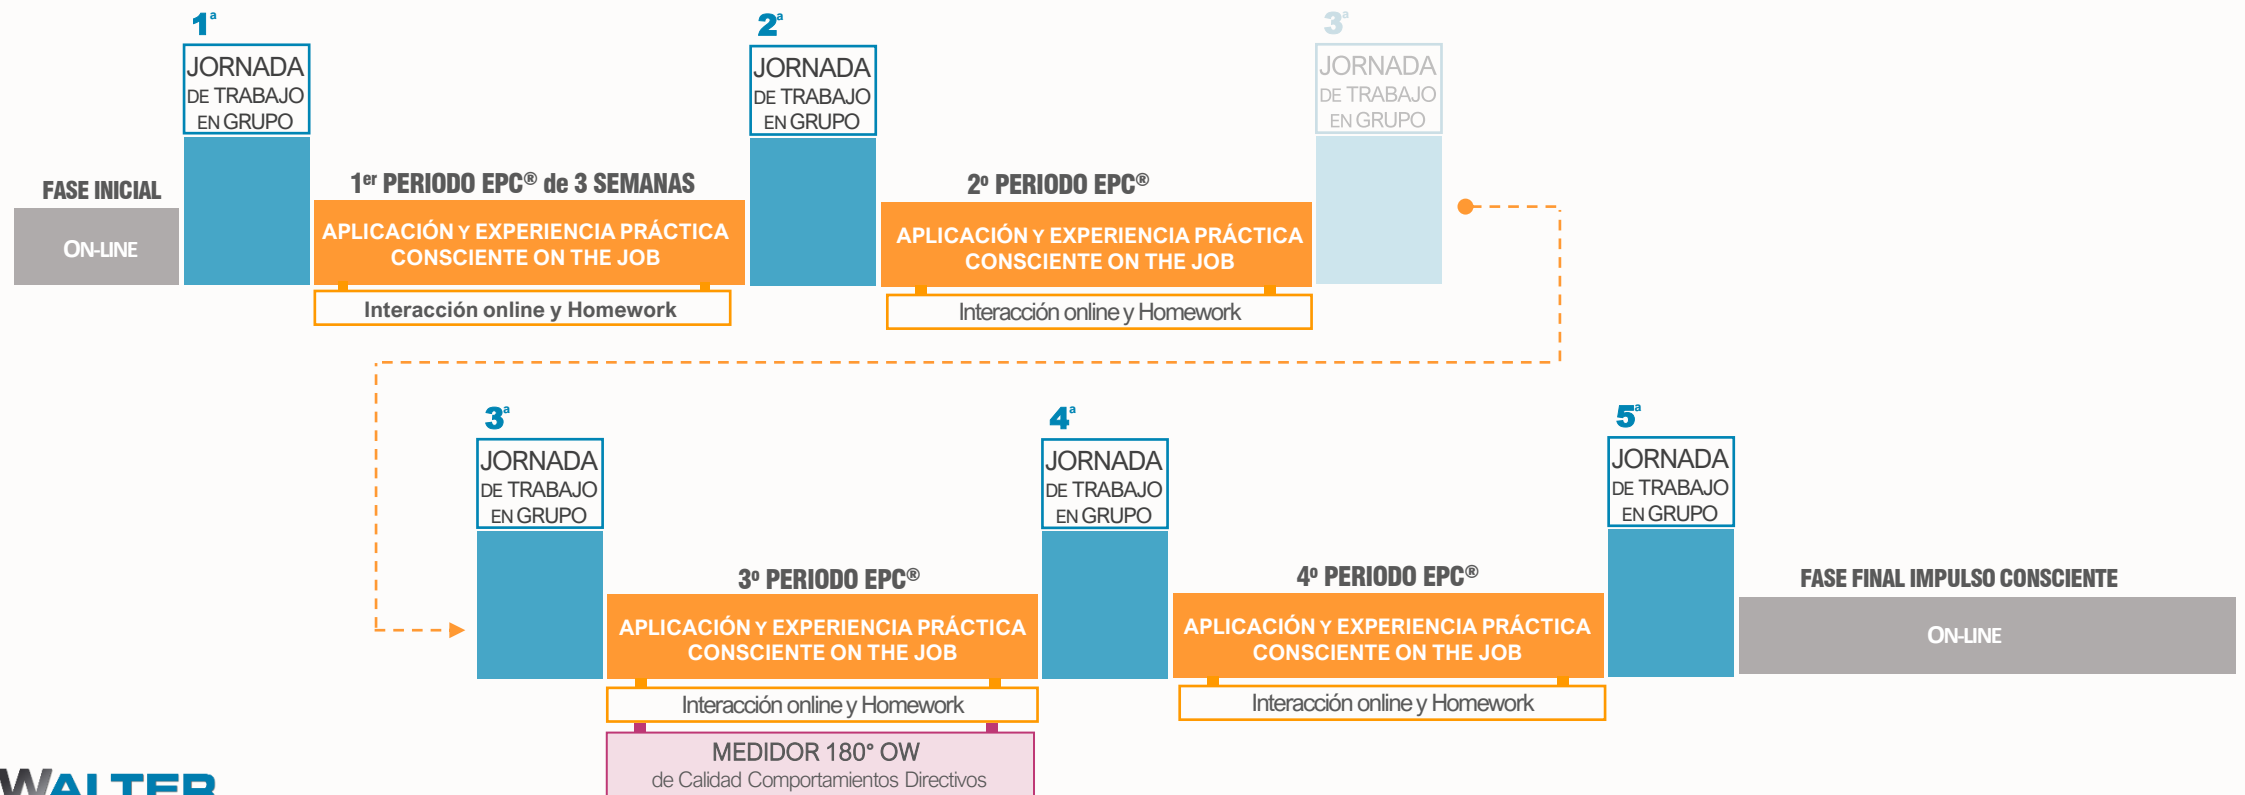 1ª
JORNADA
DE TRABAJO
EN GRUPO
2ª
JORNADA
DE TRABAJO
EN GRUPO
3ª
JORNADA
DE TRABAJO
EN GRUPO
FASE INICIAL
ON-LINE
1er PERIODO EPC® de 3 SEMANAS
APLICACIÓN Y EXPERIENCIA PRÁCTICA
CONSCIENTE ON THE JOB
Interacción online y Homework
2º PERIODO EPC®
APLICACIÓN Y EXPERIENCIA PRÁCTICA
CONSCIENTE ON THE JOB
Interacción online y Homework
3ª
JORNADA
DE TRABAJO
EN GRUPO
4ª
JORNADA
DE TRABAJO
EN GRUPO
5ª
JORNADA
DE TRABAJO
EN GRUPO
3º PERIODO EPC®
APLICACIÓN Y EXPERIENCIA PRÁCTICA
CONSCIENTE ON THE JOB
Interacción online y Homework
MEDIDOR 180° OW
de Calidad Comportamientos Directivos
4º PERIODO EPC®
APLICACIÓN Y EXPERIENCIA PRÁCTICA
CONSCIENTE ON THE JOB
Interacción online y Homework
FASE FINAL IMPULSO CONSCIENTE
ON-LINE
WALTER